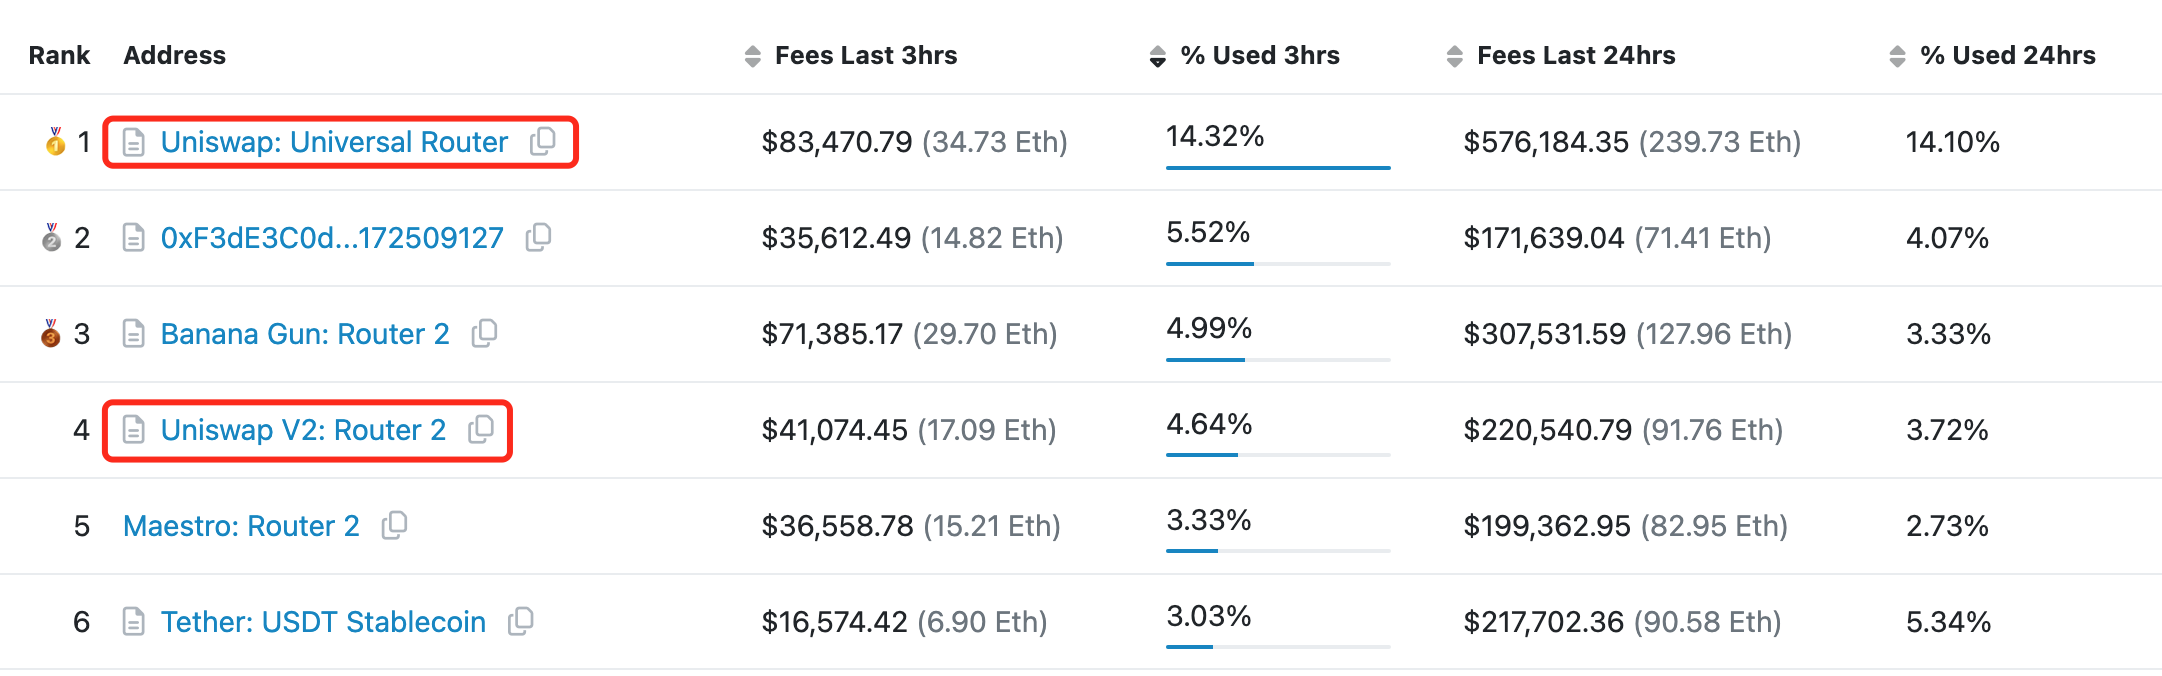 Rank Address Fees Last 3hrs % Used 3hrs Fees Last 24hrs % Used 24hrs
1 Uniswap: Universal Router $83,470.79 (34.73 Eth) 14.32% $576,184.35 (239.73 Eth) 14.10%
2 0xF3dE3C0d...172509127 $35,612.49 (14.82 Eth) 5.52% $171,639.04 (71.41 Eth) 4.07%
3 Banana Gun: Router 2 $71,385.17 (29.70 Eth) 4.99% $307,531.59 (127.96 Eth) 3.33%
4 Uniswap V2: Router 2 $41,074.45 (17.09 Eth) 4.64% $220,540.79 (91.76 Eth) 3.72%
5 Maestro: Router 2 $36,558.78 (15.21 Eth) 3.33% $199,362.95 (82.95 Eth) 2.73%
6 Tether: USDT Stablecoin $16,574.42 (6.90 Eth) 3.03% $217,702.36 (90.58 Eth) 5.34%